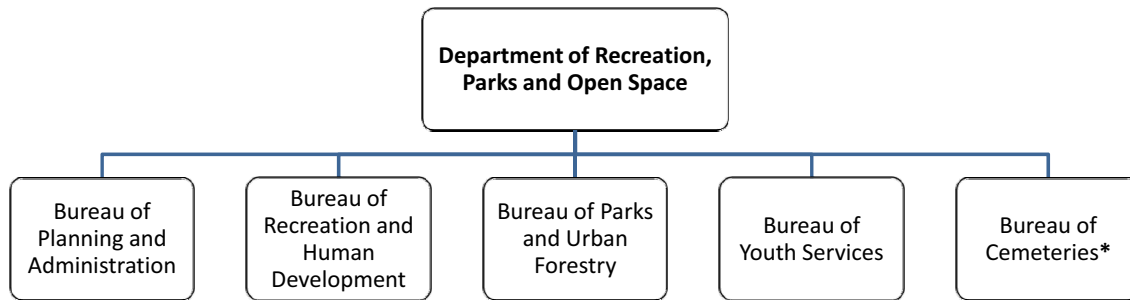 Department of Recreation,
Parks and Open Space
Bureau of
Planning and
Administration
Bureau of
Recreation and
Human
Development
Bureau of Parks
and Urban
Forestry
Bureau of
Youth Services
Bureau of
Cemeteries*